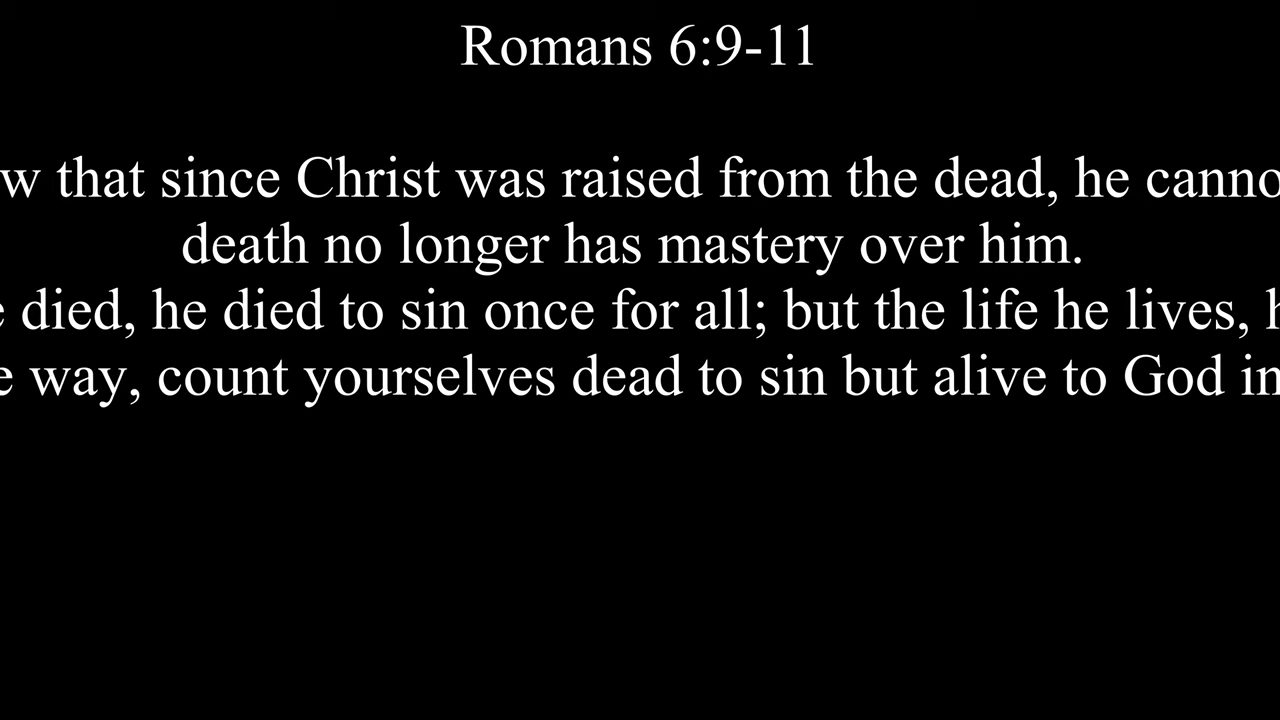 Romans 6:9-11
w that since Christ was raised from the dead, he canno
death no longer has mastery over him.
e died, he died to sin once for all; but the life he lives, h
e way, count yourselves dead to sin but alive to God in